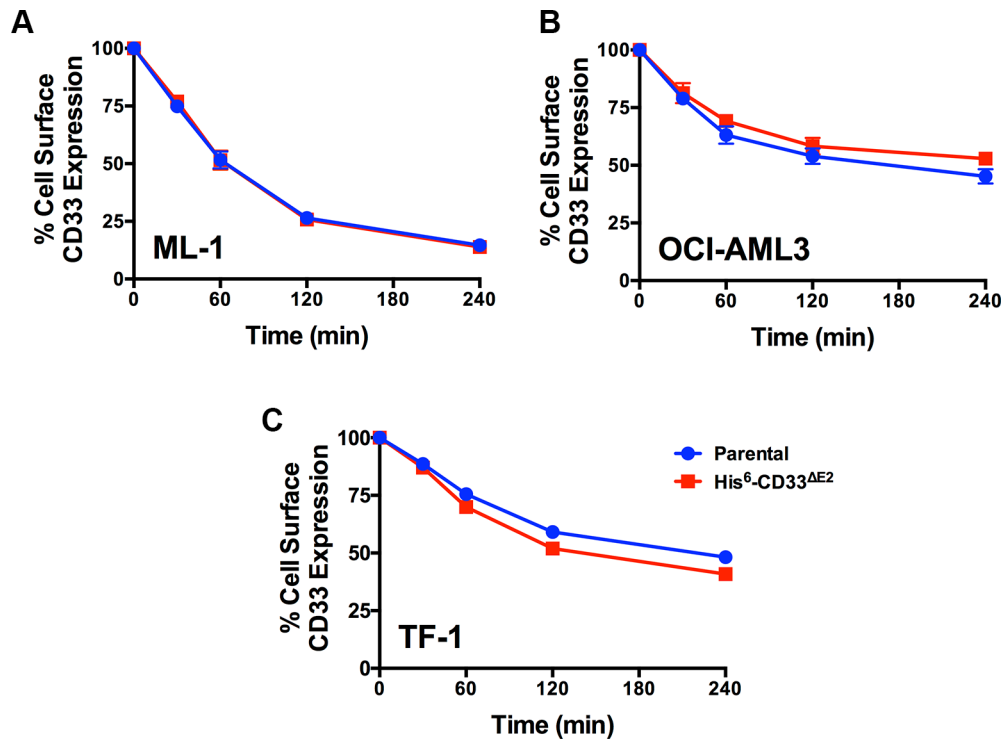 A
% Cell Surface
CD33 Expression
100
75
50
25
0
ML-1
0 60 120 180 240
Time (min)
B
% Cell Surface
CD33 Expression
100
75
50
25
0
OCI-AML3
0 60 120 180 240
Time (min)
C
% Cell Surface
CD33 Expression
100
75
50
25
0
TF-1
0 60 120 180 240
Time (min)
Parental
His⁶-CD33ᐞᴱ²